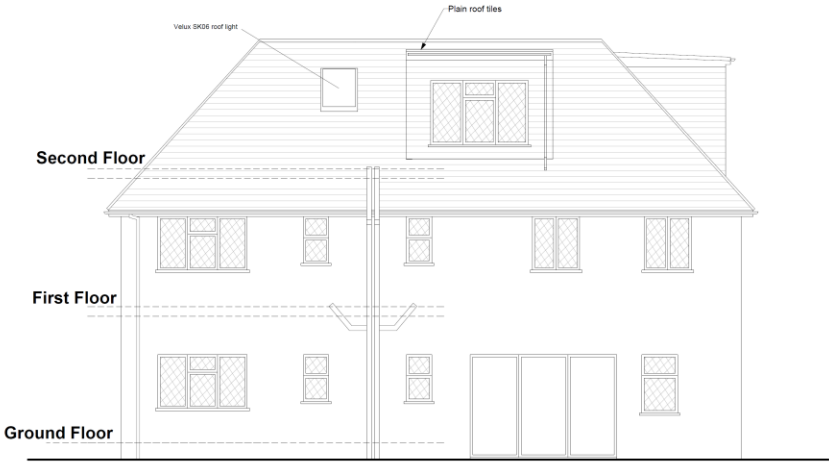 Plain roof tiles
Velux SK06 roof light
Second Floor
First Floor
Ground Floor